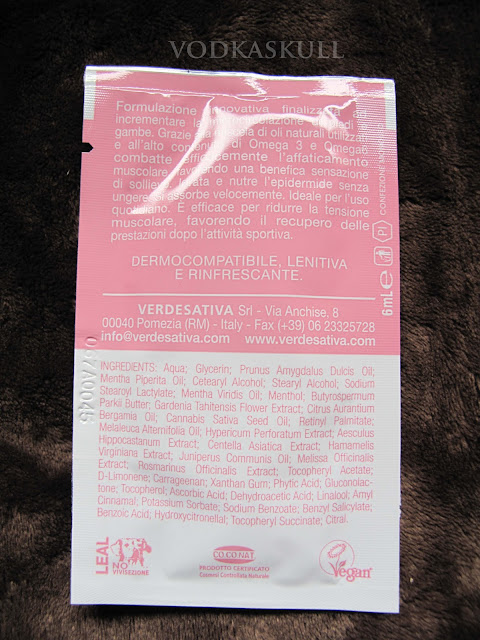 VODKASKULL
Formulazione innovativa finalizzata ad
incrementare la
gambe. Grazie di oli naturali utilizzati
e all'alto di Omega 3 e Omega6
combatte efficacemente l'affaticamento
muscolare favorendo una benefica sensazione
di sollievo e nutre l'epidermide senza
ungere. Si assorbe velocemente. Ideale per l'uso
quotidiano. È efficace per ridurre la tensione
muscolare, favorendo il recupero delle
prestazioni dopo l'attività sportiva.
DERMOCOMPATIBILE, LENITIVA
E RINFRESCANTE.
CONFEZIONE
PI
6mL e
VERDESATIVA Srl - Via Anchise, 8
00040 Pomezia (RM) - Italy - Fax (+39) 06 23325728
info@verdesativa.com www.verdesativa.com
INGREDIENTS: Aqua; Glycerin; Prunus Amygdalus Dulcis Oil;
Mentha Piperita Oil; Cetearyl Alcohol; Stearyl Alcohol; Sodium
Stearoyl Lactylate; Mentha Viridis Oil; Menthol; Butyrospermum
Parkii Butter; Gardenia Tahitensis Flower Extract; Citrus Aurantium
Bergamia Oil; Cannabis Sativa Seed Oil; Retinyl Palmitate;
Melaleuca Alternifolia Oil; Hypericum Perforatum Extract; Aesculus
Hippocastanum Extract; Centella Asiatica Extract; Hamamelis
Virginiana Extract; Juniperus Communis Oil; Melissa Officinalis
Extract; Rosmarinus Officinalis Extract; Tocopheryl Acetate;
D-Limonene; Carrageenan; Xanthan Gum; Phytic Acid; Gluconolac-
tone; Tocopherol; Ascorbic Acid; Dehydroacetic Acid; Linalool; Amyl
Cinnamal; Potassium Sorbate; Sodium Benzoate; Benzyl Salicylate;
Benzoic Acid; Hydroxycitronellal; Tocopheryl Succinate; Citral.
LEAL
NO
VIVISEZIONE
CO.CO.NAT
PRODOTTO CERTIFICATO
Cosmesi Controllata Naturale
Vegan